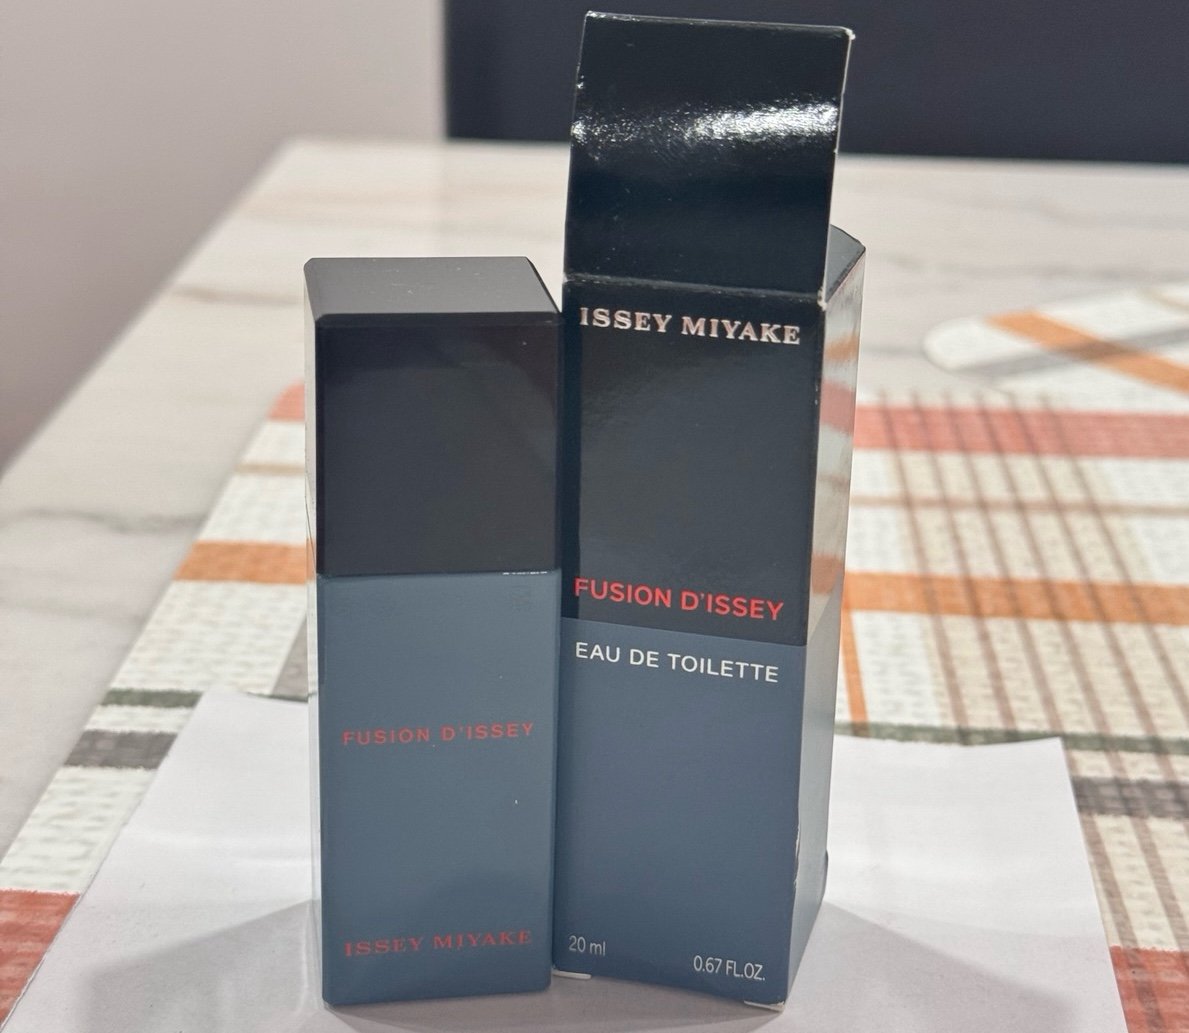 FUSION D'ISSEY
ISSEY MIYAKE
ISSEY MIYAKE
FUSION D'ISSEY
EAU DE TOILETTE
20 ml
0.67 FL.OZ.